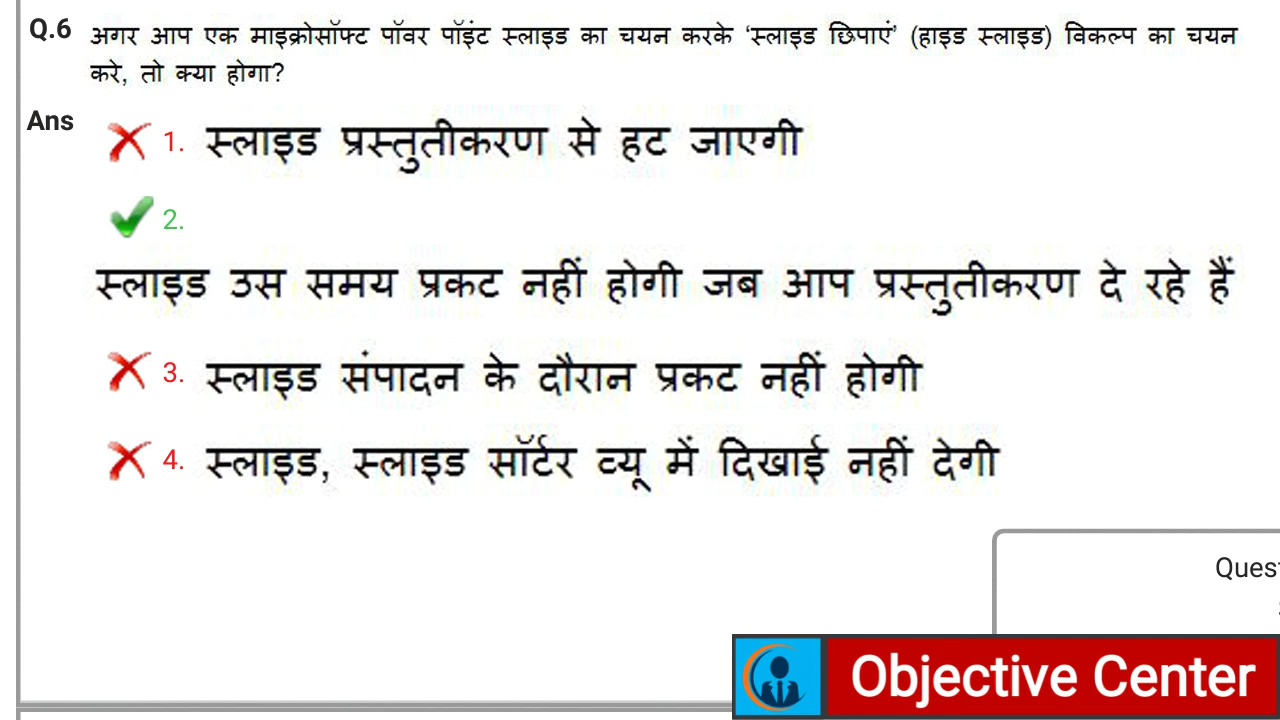 Q.6 अगर आप एक माइक्रोसॉफ्ट पॉवर पॉइंट स्लाइड का चयन करके ‘स्लाइड छिपाएं’ (हाइड स्लाइड) विकल्प का चयन
करे, तो क्या होगा?
Ans 1. स्लाइड प्रस्तुतीकरण से हट जाएगी
2.
स्लाइड उस समय प्रकट नहीं होगी जब आप प्रस्तुतीकरण दे रहे हैं
3. स्लाइड संपादन के दौरान प्रकट नहीं होगी
4. स्लाइड, स्लाइड सॉर्टर व्यू में दिखाई नहीं देगी
Objective Center